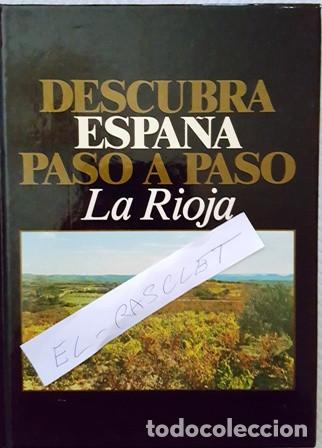 DESCUBRA
ESPAÑA
PASO A PASO
La Rioja
EL-RASCLET
todocoleccion